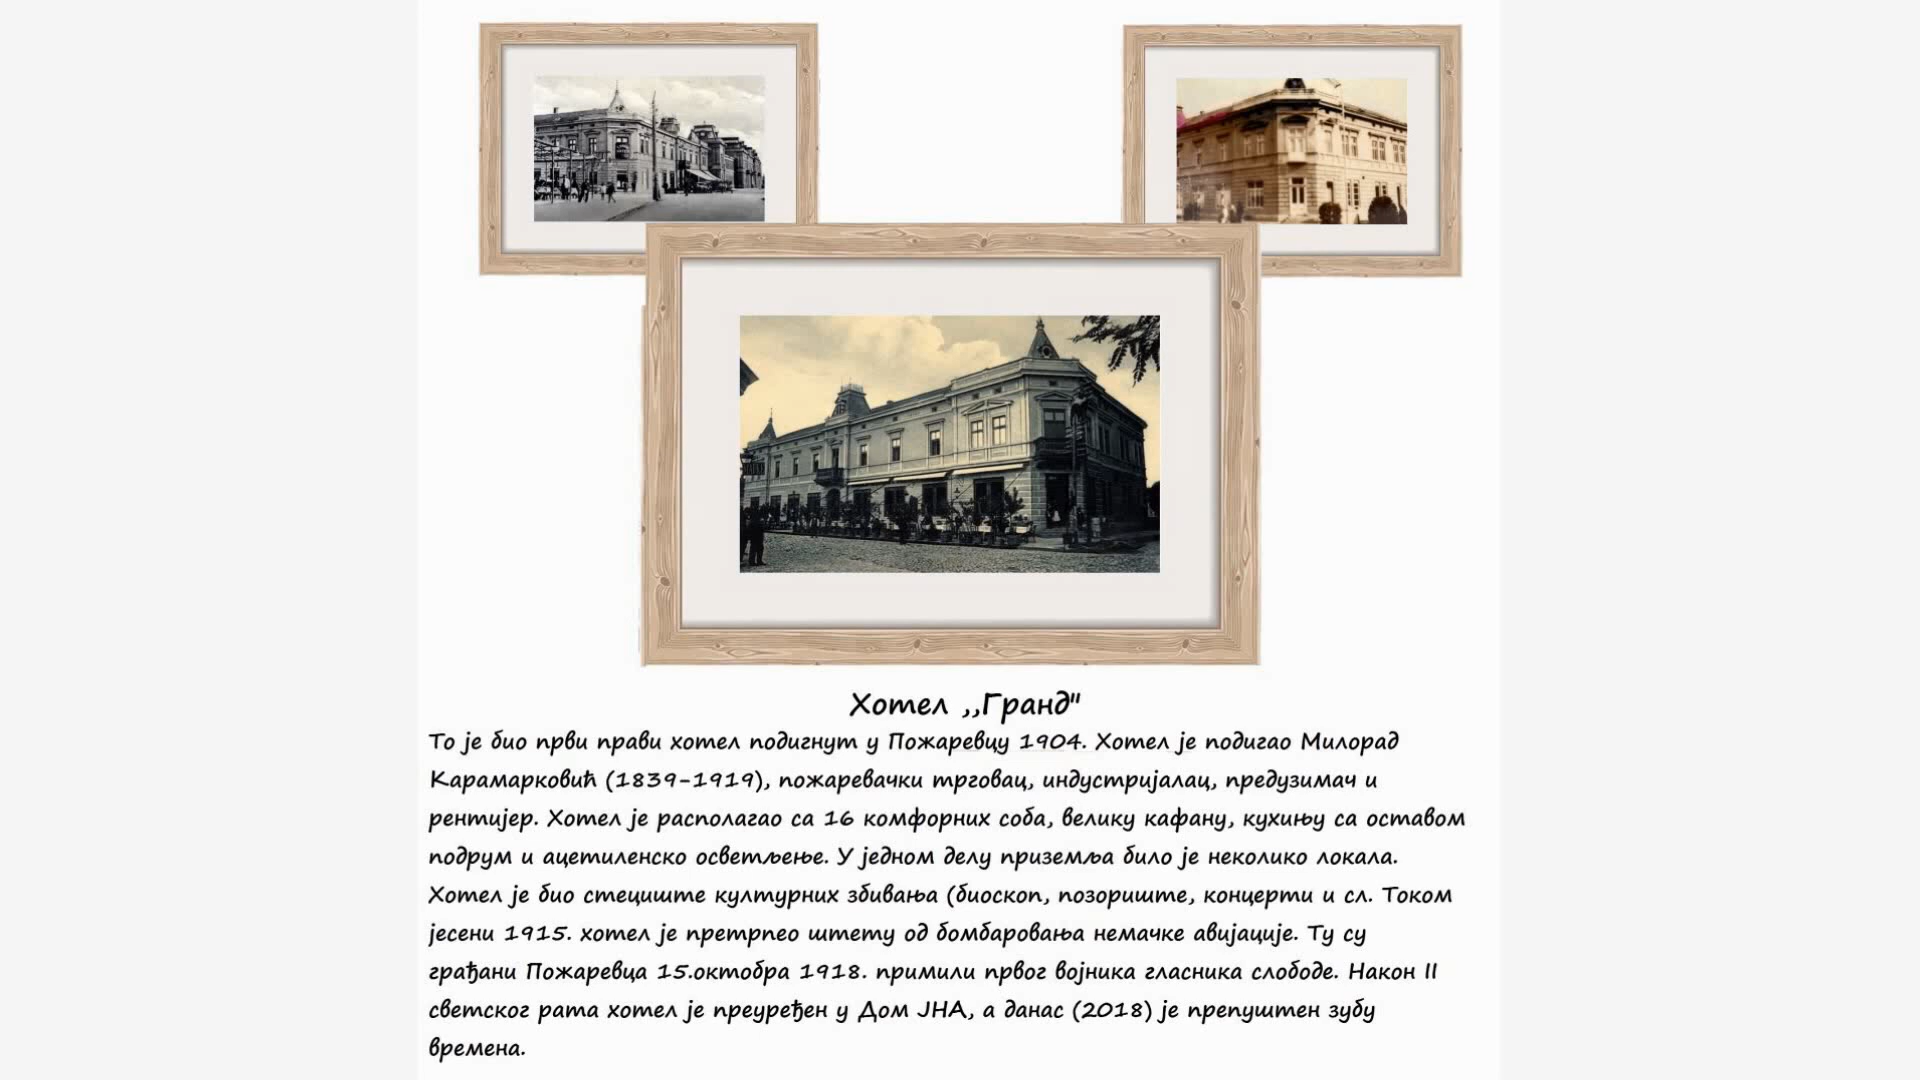 Хотел ,,Гранд"
То је био први прави хотел подигнут у Пожаревцу 1904. Хотел је подигао Милорад
Карамарковић (1839-1919), пожаревачки трговац, индустријалац, предузимач и
рентијер. Хотел је располагао са 16 комфорних соба, велику кафану, кухињу са оставом
подрум и ацетиленско осветљење. У једном делу приземља било је неколико локала.
Хотел је био стециште културних збивања (биоскоп, позориште, концерти и сл. Током
јесени 1915. хотел је претрпео штету од бомбаровања немачке авијације. Ту су
грађани Пожаревца 15.октобра 1918. примили првог војника гласника слободе. Након II
светског рата хотел је преуређен у Дом ЈНА, а данас (2018) је препуштен зубу
времена.